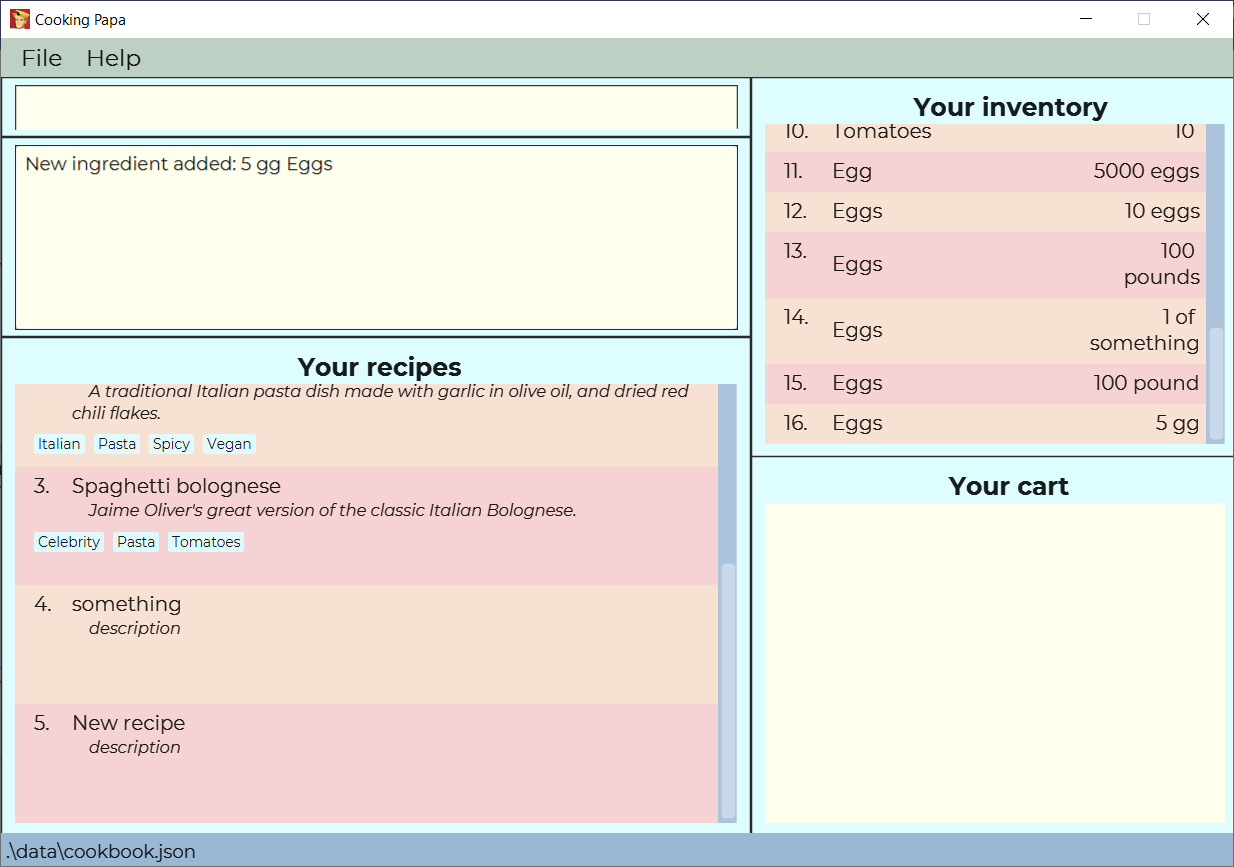 Cooking Papa
File Help
New ingredient added: 5 gg Eggs
Your recipes
A traditional Italian pasta dish made with garlic in olive oil, and dried red
chili flakes.
Italian Pasta Spicy Vegan
3. Spaghetti bolognese
Jaime Oliver's great version of the classic Italian Bolognese.
Celebrity Pasta Tomatoes
4. something
description
5. New recipe
description
Your inventory
10. Tomatoes 10
11. Egg 5000 eggs
12. Eggs 10 eggs
13. Eggs 100
pounds
14. Eggs 1 of
something
15. Eggs 100 pound
16. Eggs 5 gg
Your cart
.\data\cookbook.json